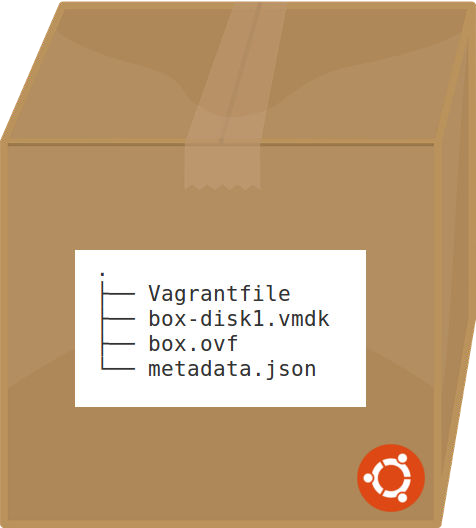 .
├── Vagrantfile
├── box-disk1.vmdk
├── box.ovf
└── metadata.json